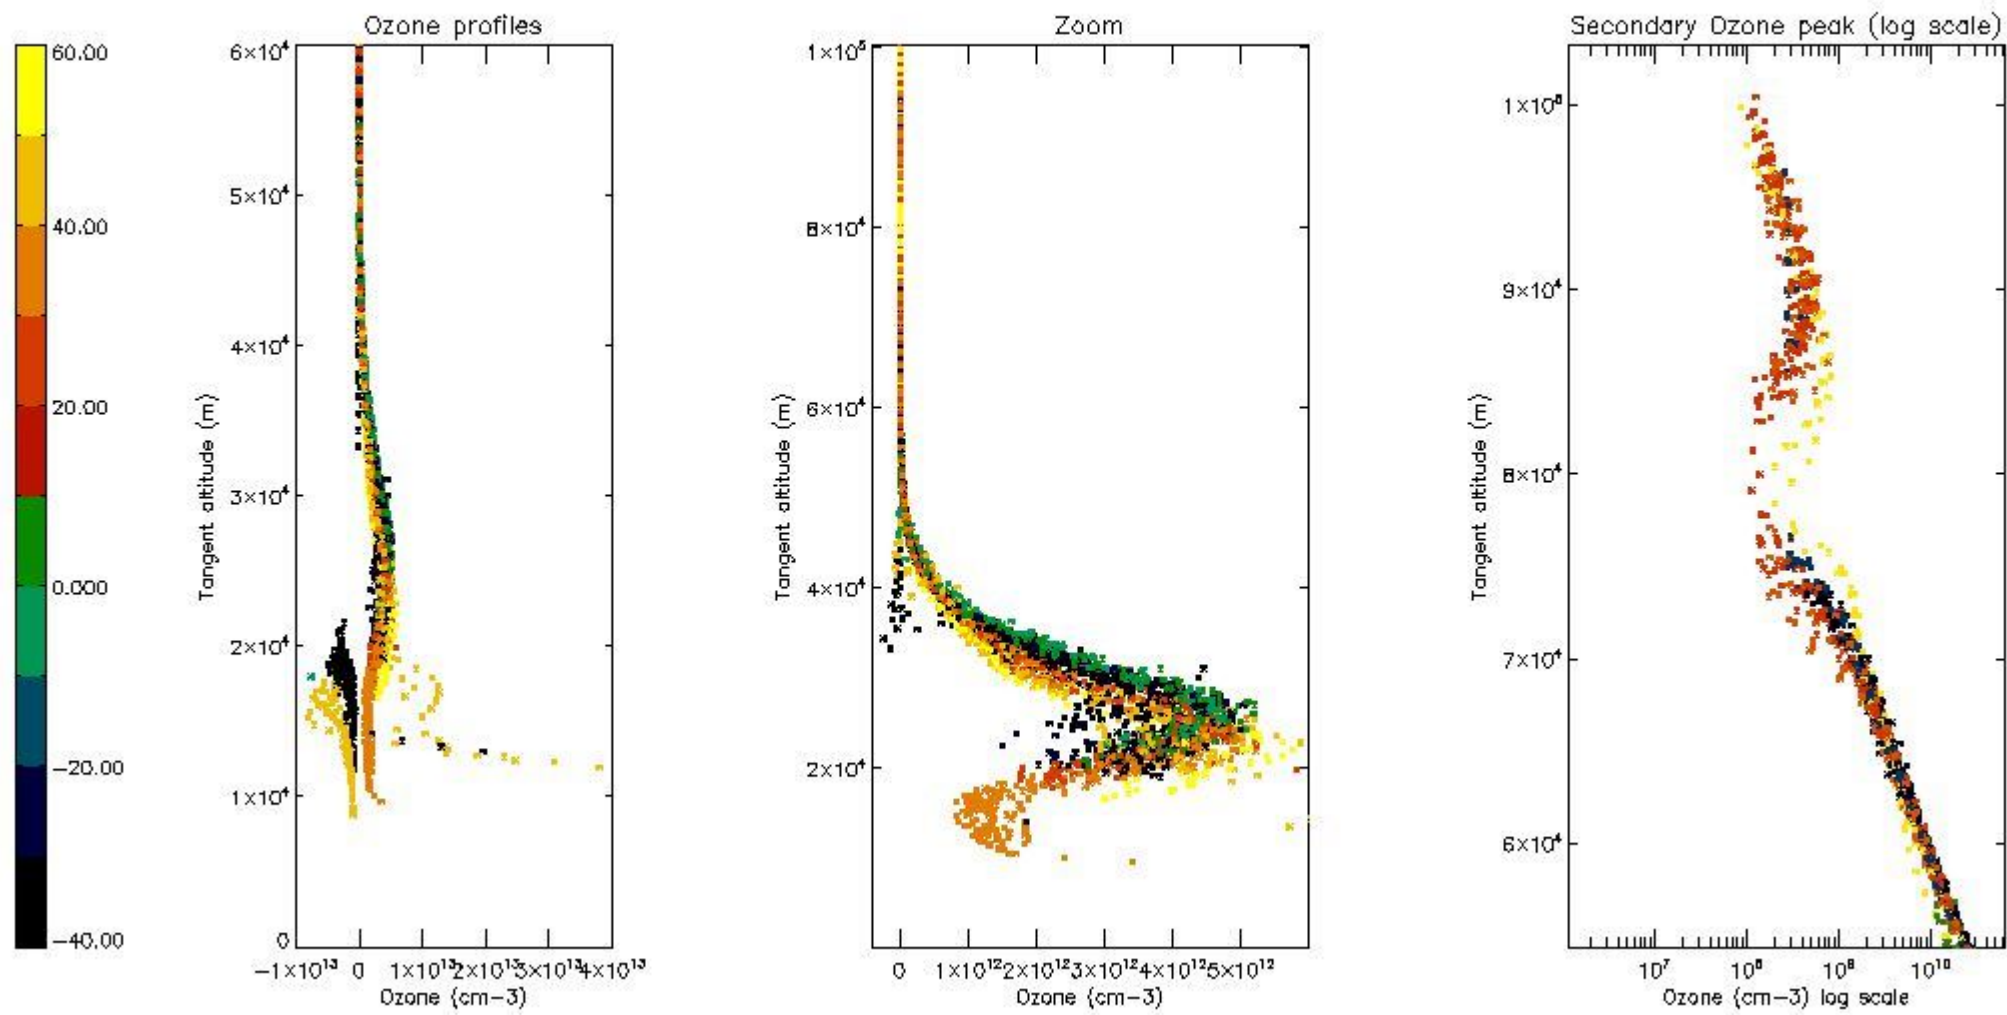 Ozone profiles
Zoom
Secondary Ozone peak (log scale)
60.00
40.00
20.00
0.000
−20.00
−40.00
Tangent altitude (m)
6×10⁴
5×10⁴
4×10⁴
3×10⁴
2×10⁴
1×10⁴
0
−1×10¹³ 0 1×10¹³ 2×10¹³ 3×10¹³ 4×10¹³
Ozone (cm−3)
Tangent altitude (m)
1×10⁵
8×10⁴
6×10⁴
4×10⁴
2×10⁴
0 1×10¹² 2×10¹² 3×10¹² 4×10¹² 5×10¹²
Ozone (cm−3)
Tangent altitude (m)
1×10⁵
9×10⁴
8×10⁴
7×10⁴
6×10⁴
10⁷ 10⁸ 10⁹ 10¹⁰
Ozone (cm−3) log scale